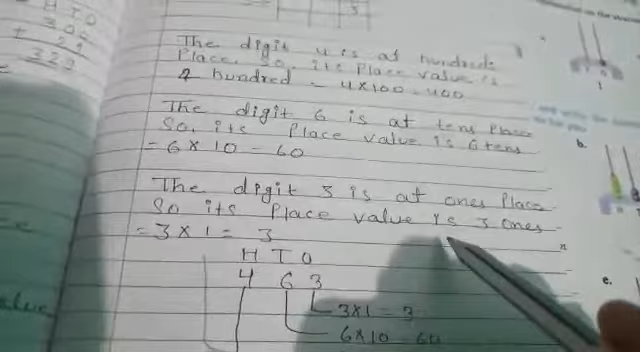 H T O
+ 29
323
The digit 4 is at hundreds
Place. So, its Place value is
4 hundred = 4x100 = 400
The digit 6 is at tens Place
So, its Place value is 6 tens
= 6 x 10 = 60
The digit 3 is at ones Place
So its Place value is 3 ones
= 3 x 1 = 3
H T O
4 6 3
3x1 = 3
6x10 = 60
b.
c.